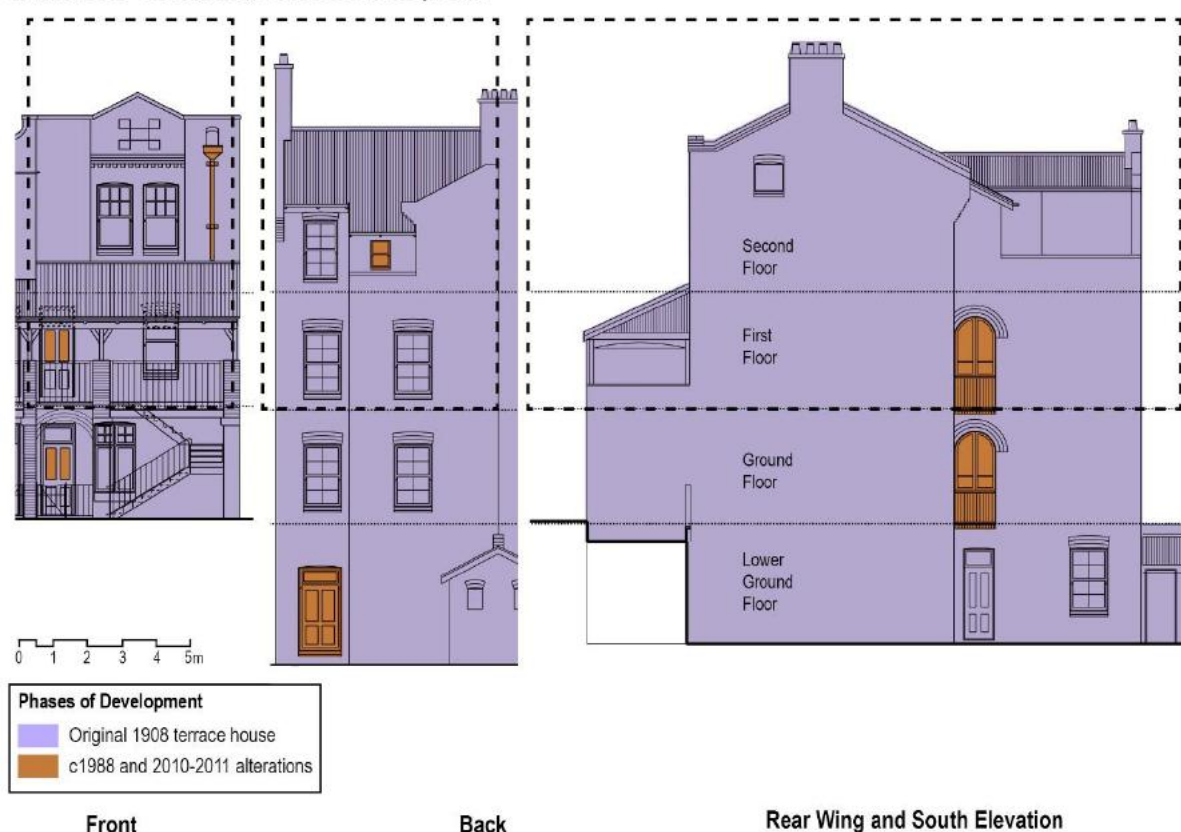 Second
Floor
First
Floor
Ground
Floor
Lower
Ground
Floor
0 1 2 3 4 5m
Phases of Development
Original 1908 terrace house
c1988 and 2010-2011 alterations
Front Back Rear Wing and South Elevation